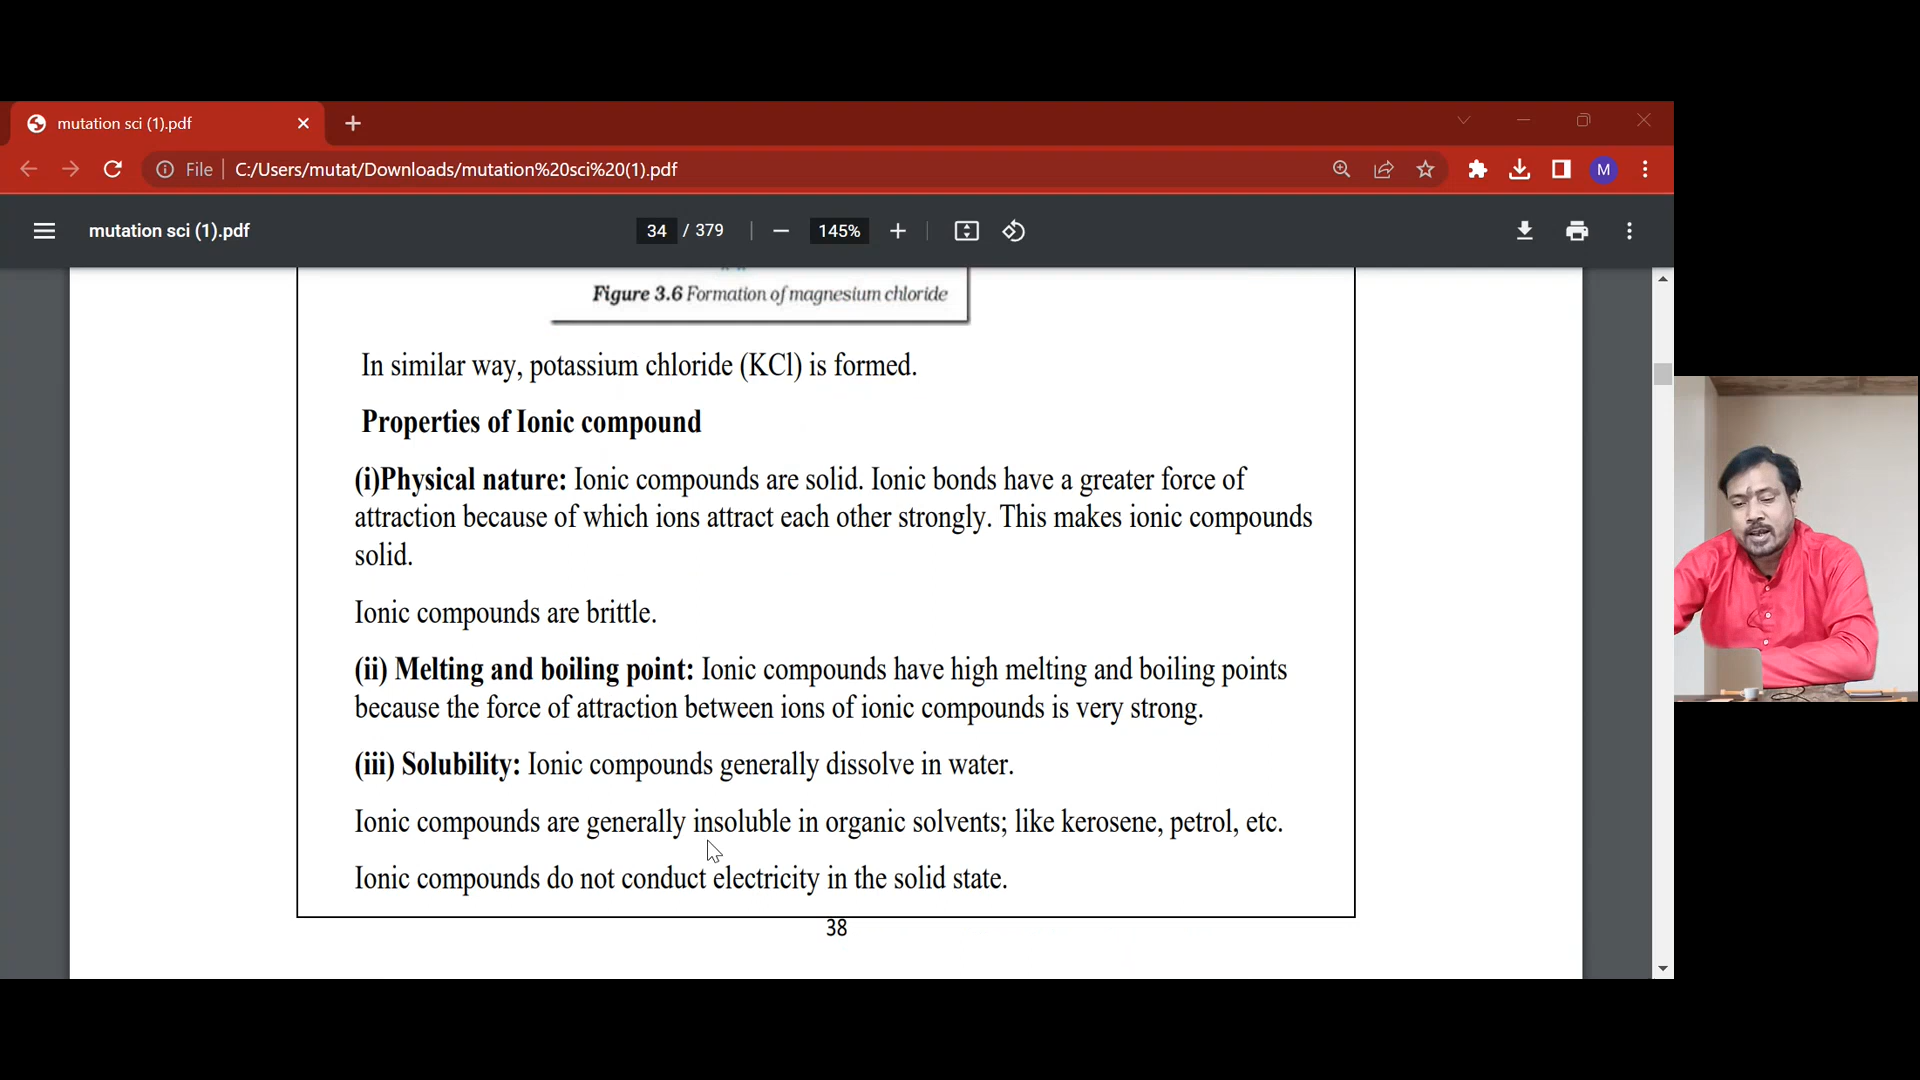 mutation sci (1).pdf
File
C:/Users/mutat/Downloads/mutation%20sci%20(1).pdf
M
mutation sci (1).pdf
34 / 379
145%
Figure 3.6 Formation of magnesium chloride
In similar way, potassium chloride (KCl) is formed.
Properties of Ionic compound
(i)Physical nature: Ionic compounds are solid. Ionic bonds have a greater force of
attraction because of which ions attract each other strongly. This makes ionic compounds
solid.
Ionic compounds are brittle.
(ii) Melting and boiling point: Ionic compounds have high melting and boiling points
because the force of attraction between ions of ionic compounds is very strong.
(iii) Solubility: Ionic compounds generally dissolve in water.
Ionic compounds are generally insoluble in organic solvents; like kerosene, petrol, etc.
Ionic compounds do not conduct electricity in the solid state.
38